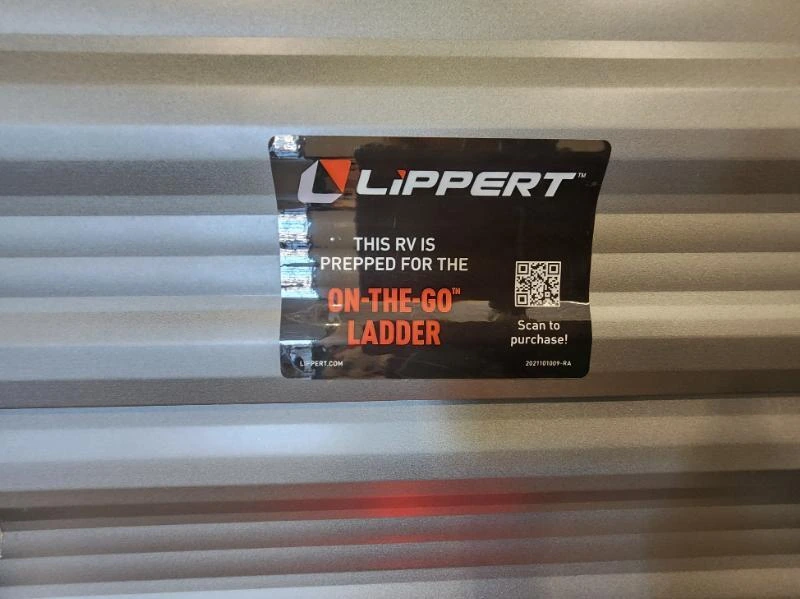 LiPPERT™
THIS RV IS
PREPPED FOR THE
ON-THE-GO™
LADDER
Scan to
purchase!
LIPPERT.COM
2021101009-RA